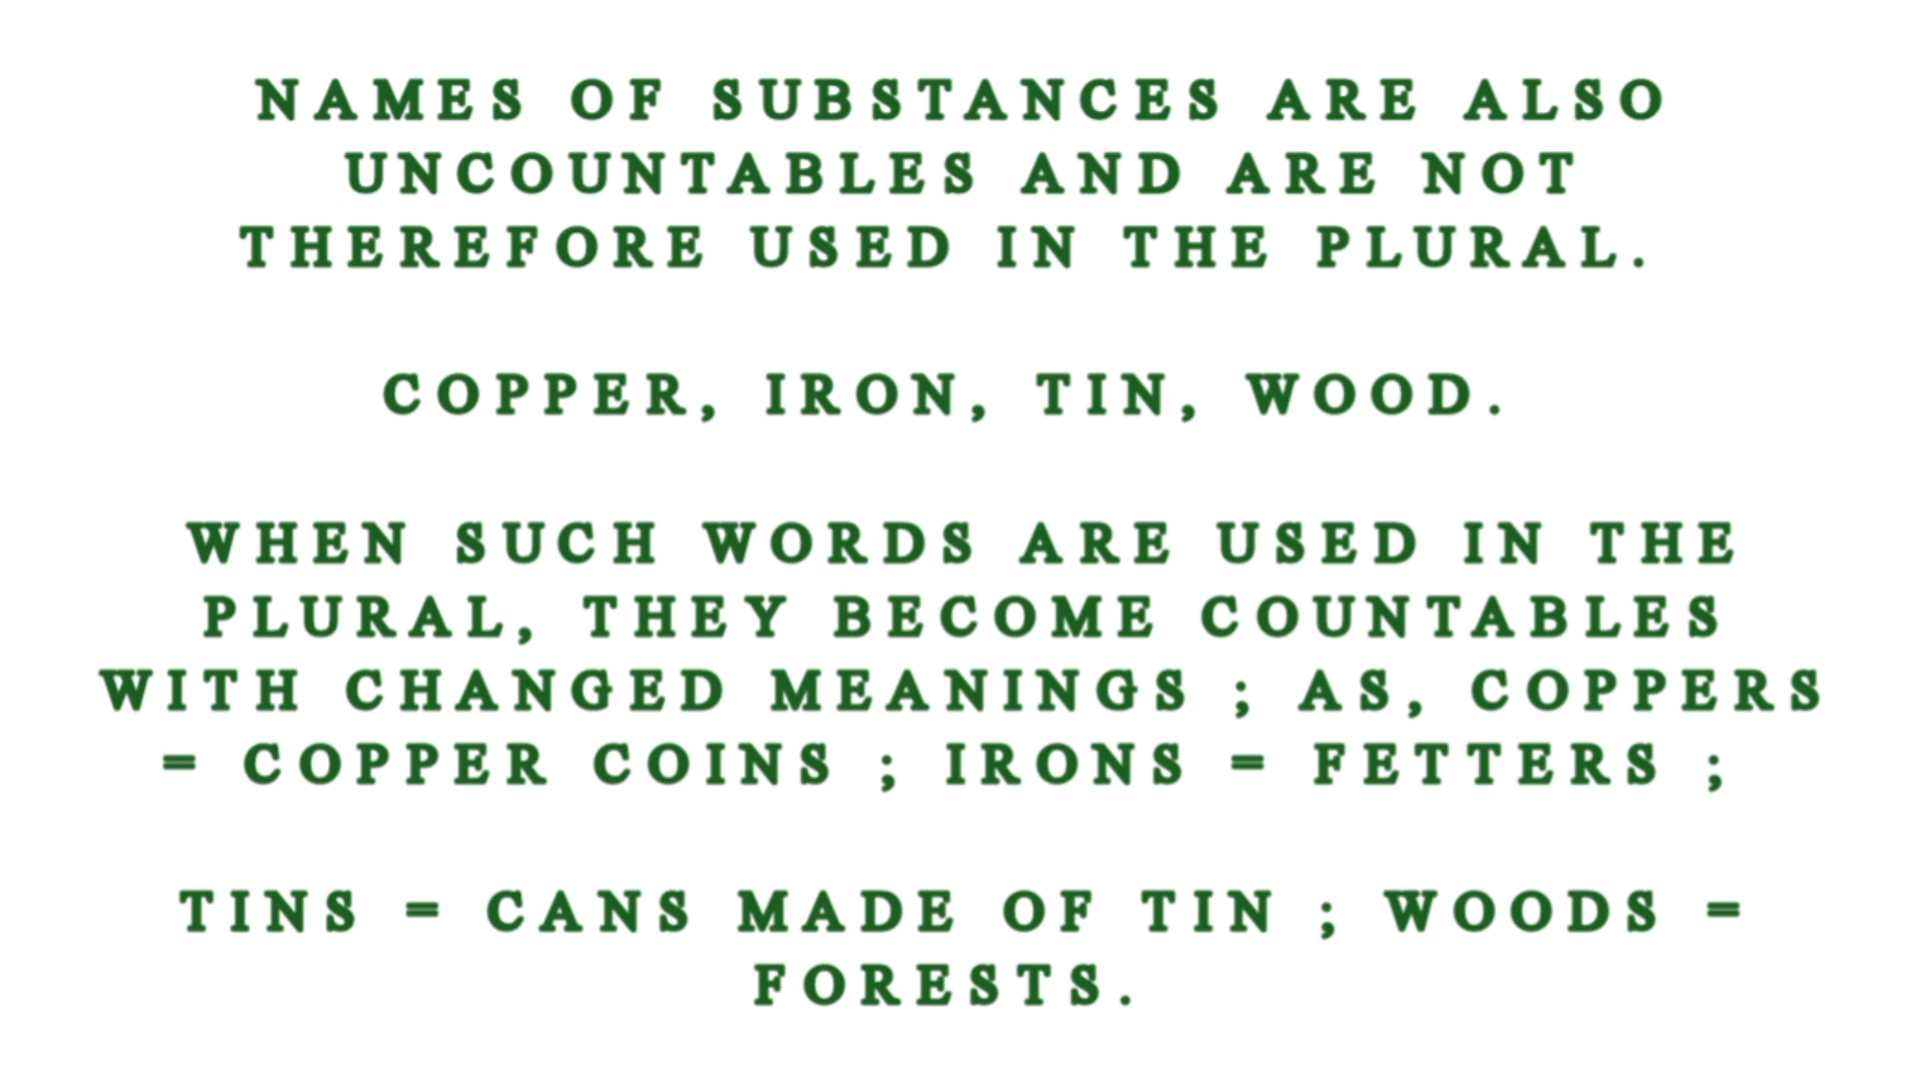 NAMES OF SUBSTANCES ARE ALSO
UNCOUNTABLES AND ARE NOT
THEREFORE USED IN THE PLURAL.
COPPER, IRON, TIN, WOOD.
WHEN SUCH WORDS ARE USED IN THE
PLURAL, THEY BECOME COUNTABLES
WITH CHANGED MEANINGS ; AS, COPPERS
= COPPER COINS ; IRONS = FETTERS ;
TINS = CANS MADE OF TIN ; WOODS =
FORESTS.